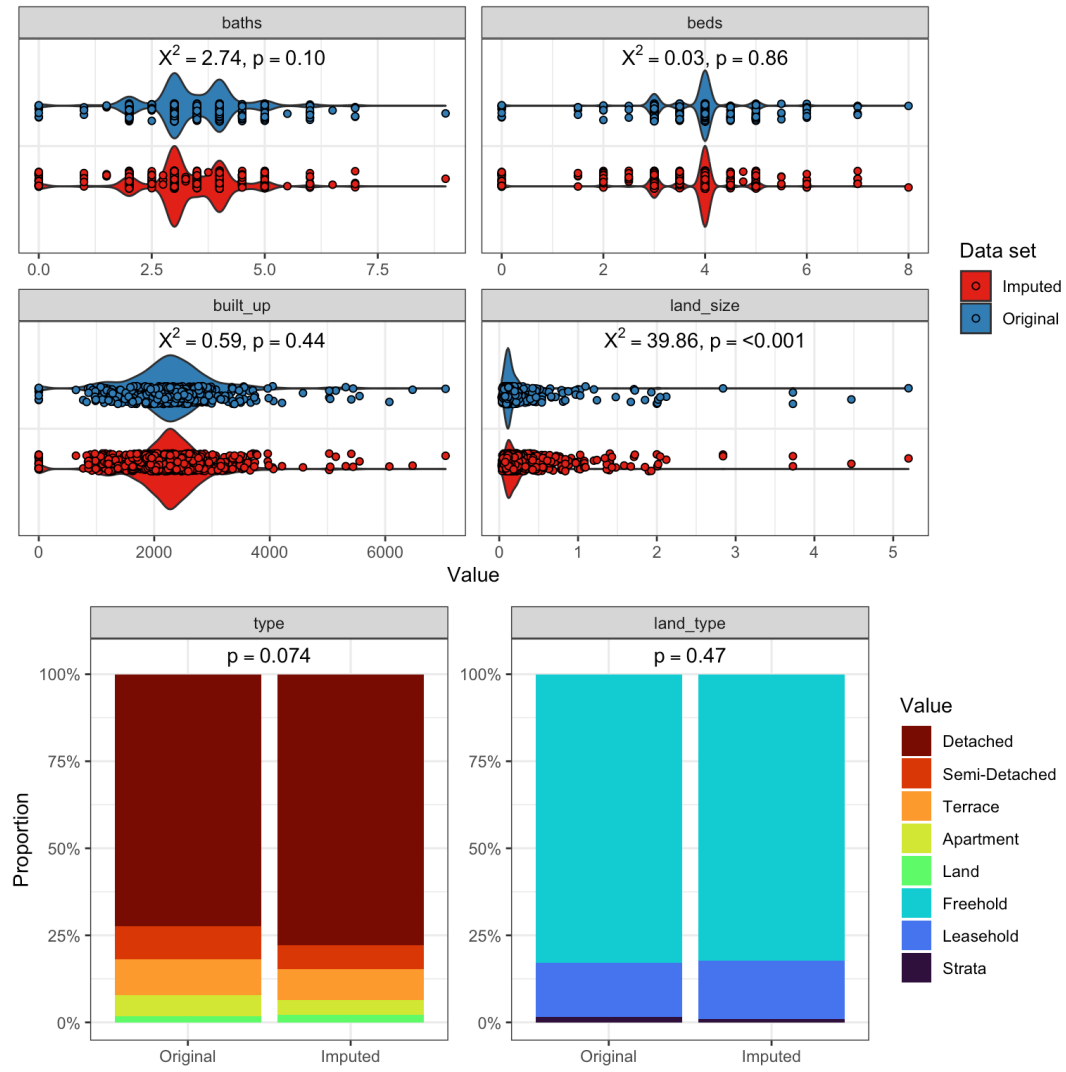 baths
beds
X² = 2.74, p = 0.10
X² = 0.03, p = 0.86
0.0 2.5 5.0 7.5
0 2 4 6 8
Data set
Imputed
Original
built_up
land_size
X² = 0.59, p = 0.44
X² = 39.86, p = <0.001
0 2000 4000 6000
0 1 2 3 4 5
Value
type
land_type
p = 0.074
p = 0.47
100%
75%
50%
25%
0%
100%
75%
50%
25%
0%
Proportion
Original Imputed
Original Imputed
Value
Detached
Semi-Detached
Terrace
Apartment
Land
Freehold
Leasehold
Strata